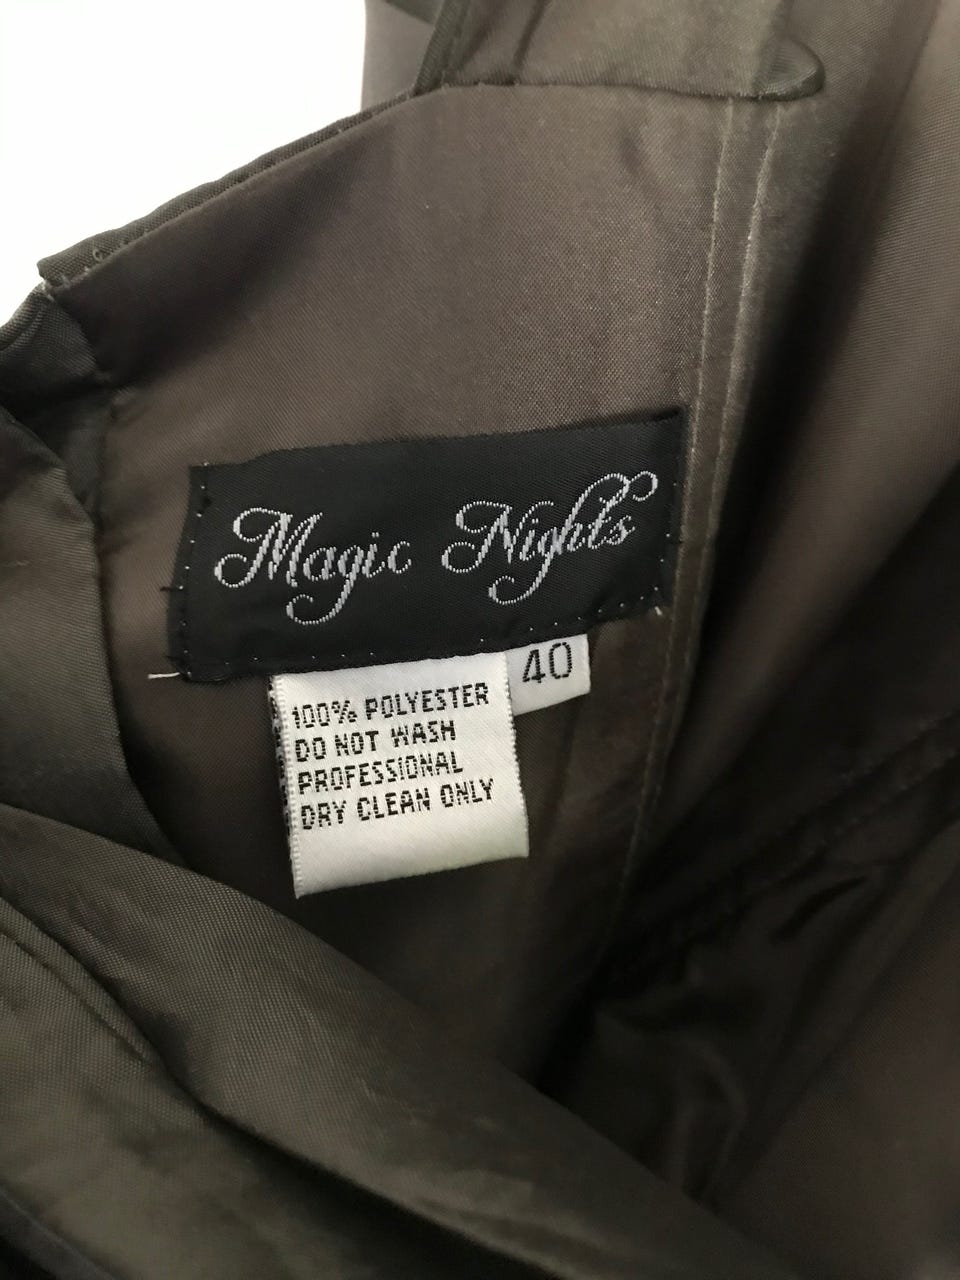 Magic Nights
40
100% POLYESTER
DO NOT WASH
PROFESSIONAL
DRY CLEAN ONLY